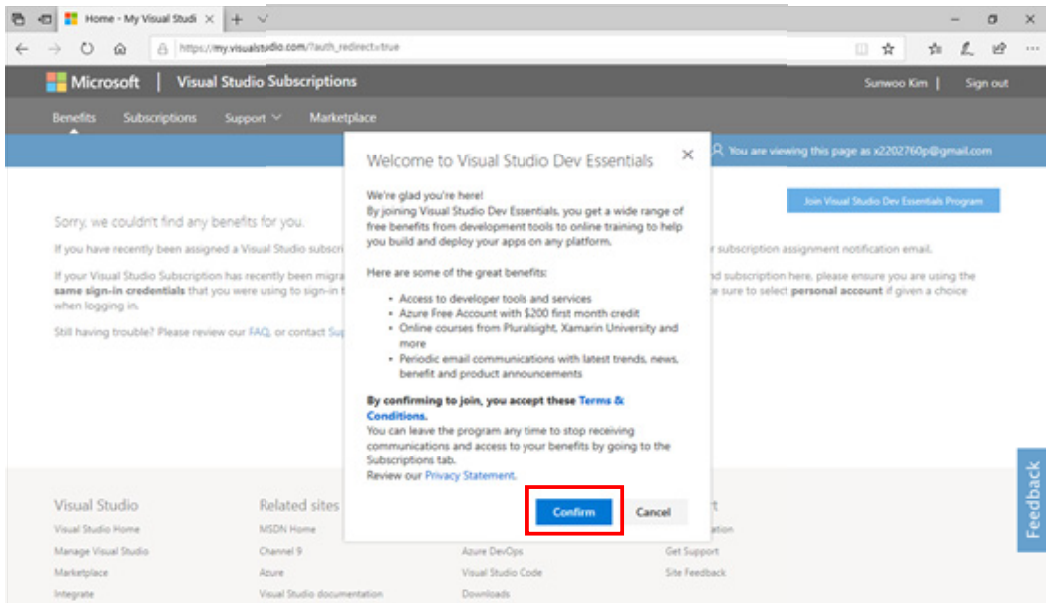 Home - My Visual Studi
https://my.visualstudio.com/?auth_redirect=true
Microsoft | Visual Studio Subscriptions
Sunwoo Kim | Sign out
Benefits Subscriptions Support Marketplace
You are viewing this page as x2202760p@gmail.com
Join Visual Studio Dev Essentials Program
Sorry, we couldn't find any benefits for you.
If you have recently been assigned a Visual Studio subscri
r subscription assignment notification email.
If your Visual Studio Subscription has recently been migra
nd subscription here, please ensure you are using the
same sign-in credentials that you were using to sign-in t
e sure to select personal account if given a choice
when logging in.
Still having trouble? Please review our FAQ, or contact Sup
Welcome to Visual Studio Dev Essentials
We're glad you're here!
By joining Visual Studio Dev Essentials, you get a wide range of
free benefits from development tools to online training to help
you build and deploy your apps on any platform.
Here are some of the great benefits:
• Access to developer tools and services
• Azure Free Account with $200 first month credit
• Online courses from Pluralsight, Xamarin University and
more
• Periodic email communications with latest trends, news,
benefit and product announcements
By confirming to join, you accept these Terms &
Conditions.
You can leave the program any time to stop receiving
communications and access to your benefits by going to the
Subscriptions tab.
Review our Privacy Statement.
Confirm Cancel
Feedback
Visual Studio
Visual Studio Home
Manage Visual Studio
Marketplace
Integrate
Related sites
MSDN Home
Channel 9
Azure
Visual Studio documentation
Azure DevOps
Visual Studio Code
Downloads
t
ation
Get Support
Site Feedback